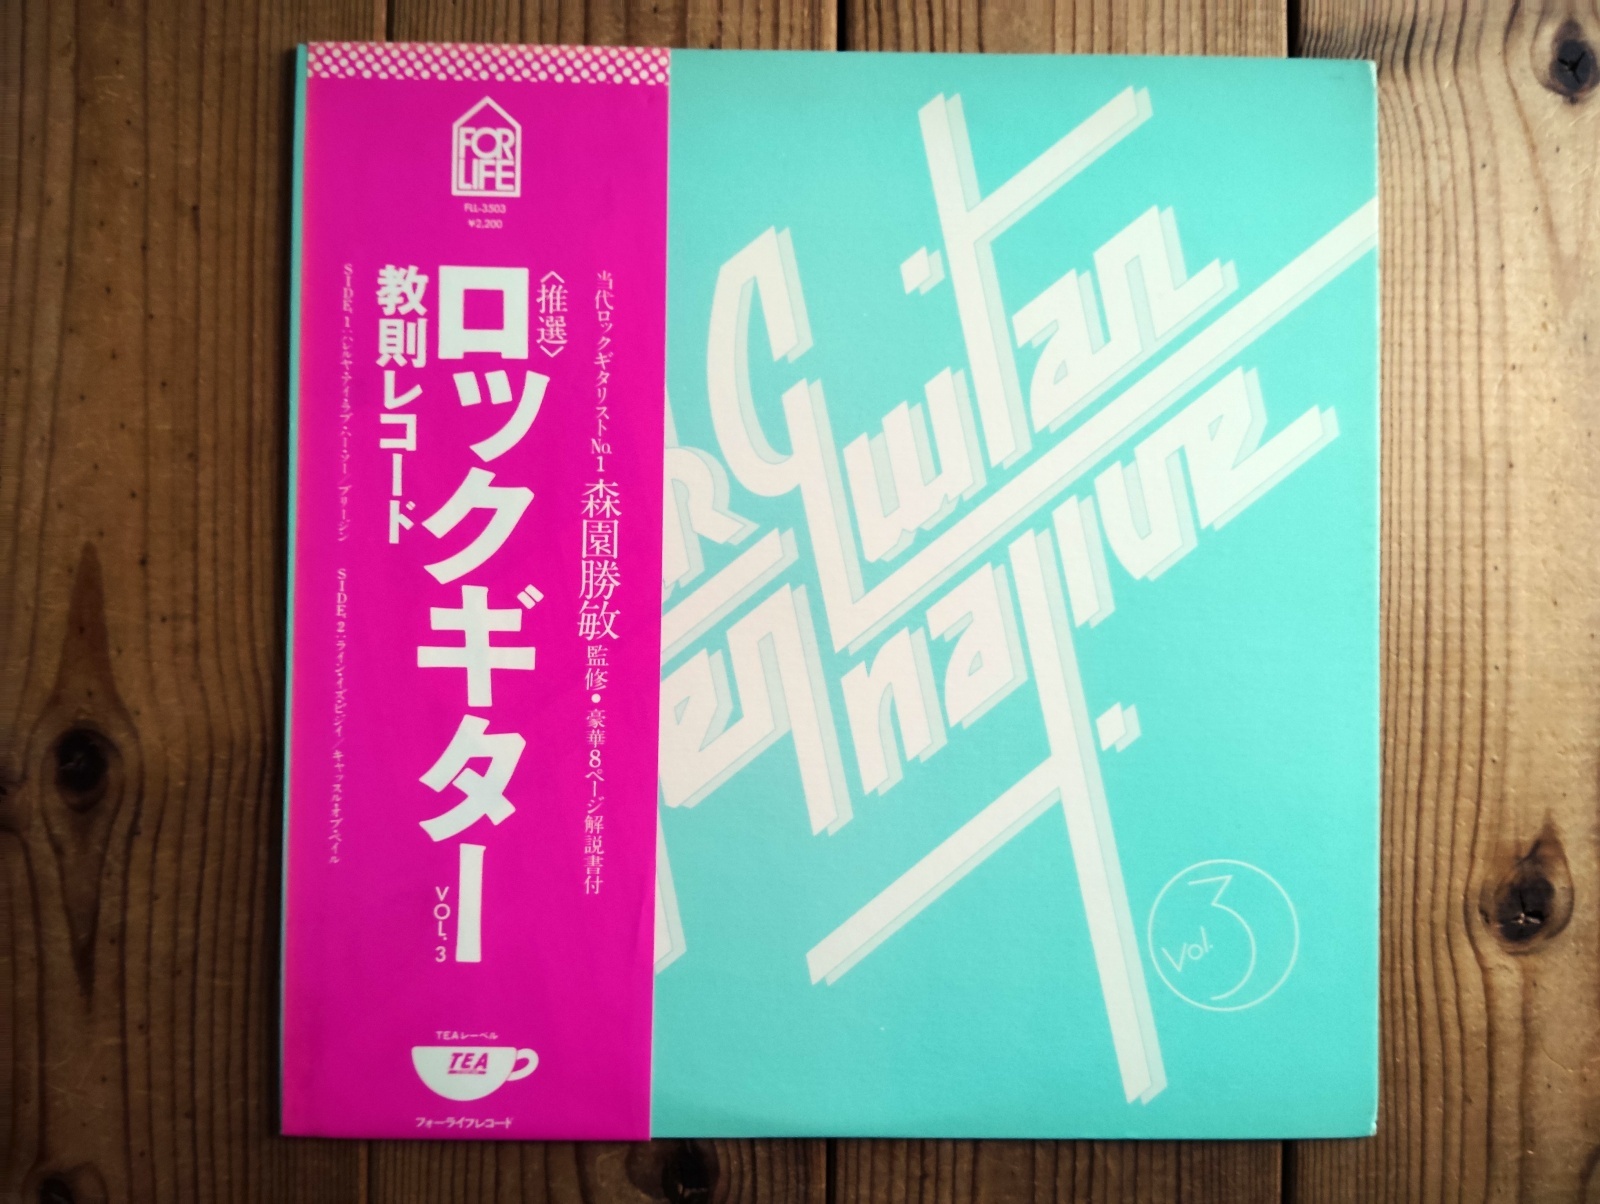 FOR
LIFE
FLL-3503
¥2,200
当代ロックギタリストNo.1 森園勝敏 監修・豪華8ページ解説書付
〈推選〉
ロックギター VOL.3
教則レコード
SIDE, 1：ハレルヤ・アイ・ラブ・ハー・ソー／ブリージン
SIDE, 2：ライン・イズ・ビジイ／キャッスル・オブ・ベイル
TEAレーベル
TEA
フォーライフレコード
Guitar
native
Vol. 3